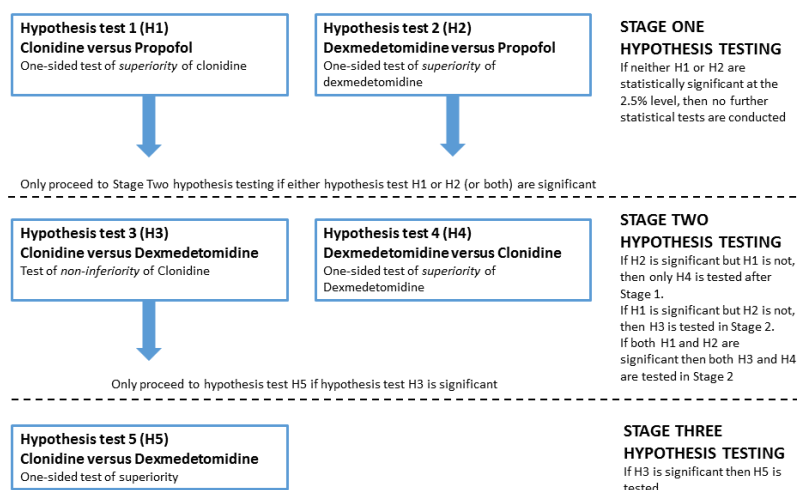 Hypothesis test 1 (H1)
Clonidine versus Propofol
One-sided test of superiority of clonidine
Hypothesis test 2 (H2)
Dexmedetomidine versus Propofol
One-sided test of superiority of
dexmedetomidine
STAGE ONE
HYPOTHESIS TESTING
If neither H1 or H2 are
statistically significant at the
2.5% level, then no further
statistical tests are conducted
Only proceed to Stage Two hypothesis testing if either hypothesis test H1 or H2 (or both) are significant
Hypothesis test 3 (H3)
Clonidine versus Dexmedetomidine
Test of non-inferiority of Clonidine
Hypothesis test 4 (H4)
Dexmedetomidine versus Clonidine
One-sided test of superiority of
Dexmedetomidine
STAGE TWO
HYPOTHESIS TESTING
If H2 is significant but H1 is not,
then only H4 is tested after
Stage 1.
If H1 is significant but H2 is not,
then H3 is tested in Stage 2.
If both H1 and H2 are
significant then both H3 and H4
are tested in Stage 2
Only proceed to hypothesis test H5 if hypothesis test H3 is significant
Hypothesis test 5 (H5)
Clonidine versus Dexmedetomidine
One-sided test of superiority
STAGE THREE
HYPOTHESIS TESTING
If H3 is significant then H5 is
tested